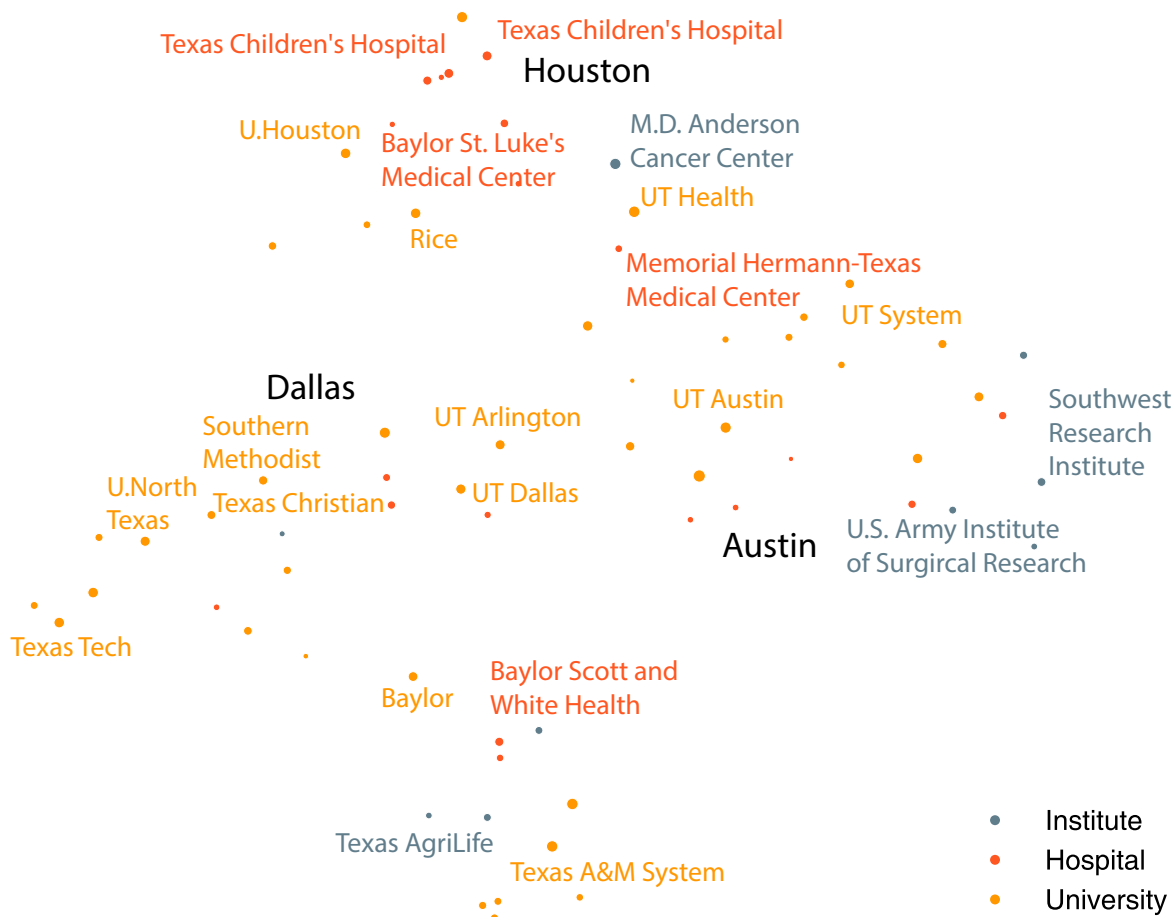 Texas Children's Hospital
Texas Children's Hospital
Houston
U.Houston
Baylor St. Luke's
Medical Center
M.D. Anderson
Cancer Center
UT Health
Rice
Memorial Hermann-Texas
Medical Center
UT System
Dallas
UT Arlington
UT Austin
Southwest
Research
Institute
Southern
Methodist
U.North
Texas
Texas Christian
UT Dallas
Austin
U.S. Army Institute
of Surgircal Research
Texas Tech
Baylor
Baylor Scott and
White Health
Texas AgriLife
Texas A&M System
Institute
Hospital
University